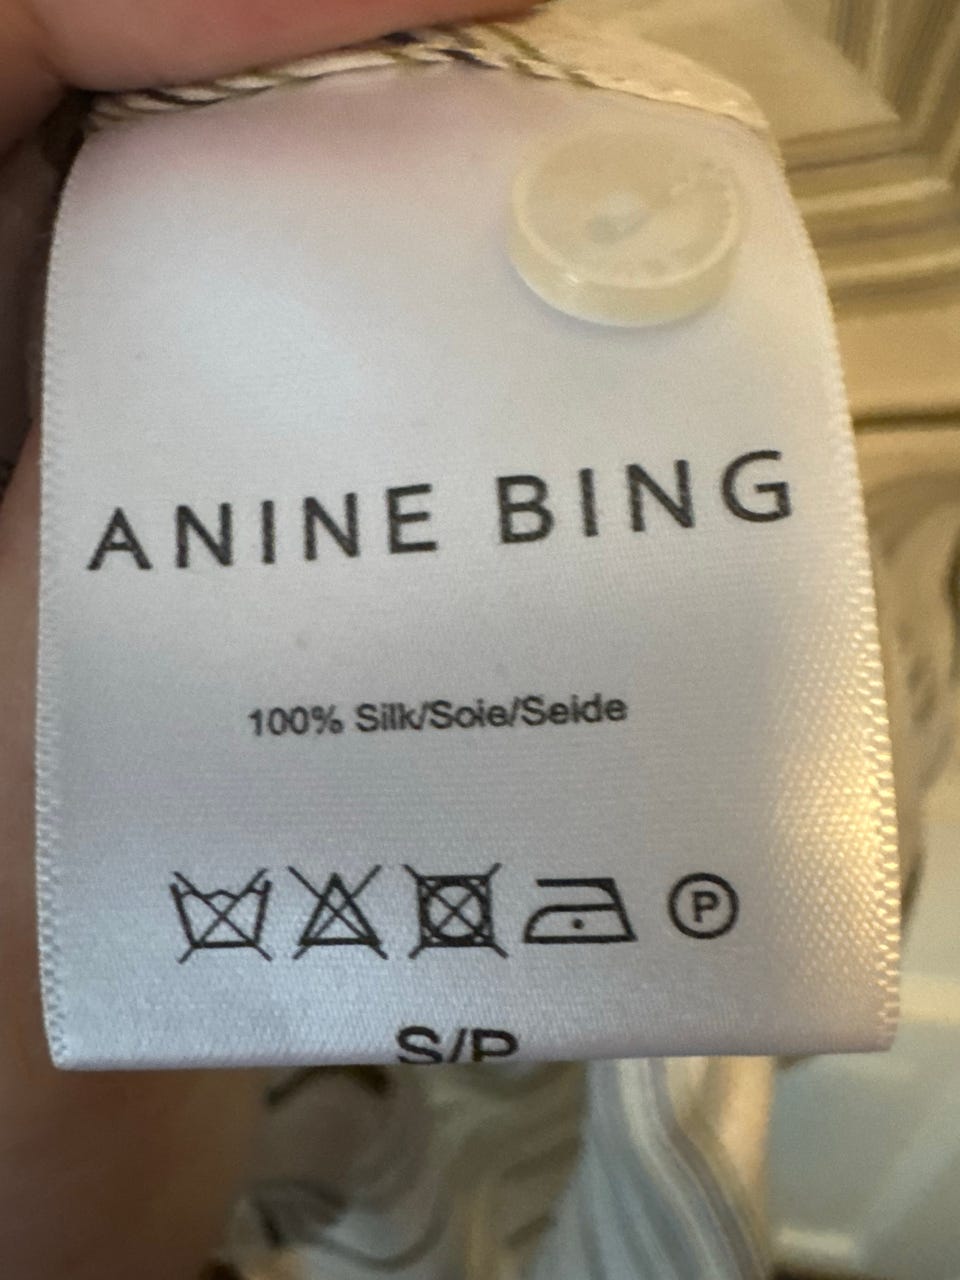 ANINE BING
100% Silk/Soie/Seide
P
S/P